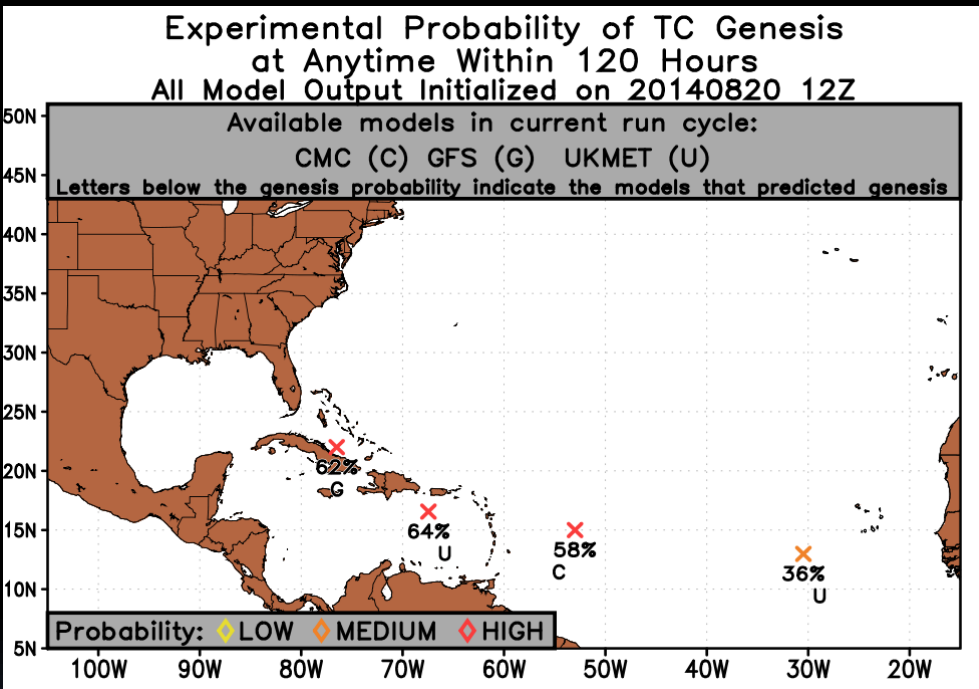 Experimental Probability of TC Genesis
at Anytime Within 120 Hours
All Model Output Initialized on 20140820 12Z
Available models in current run cycle:
CMC (C) GFS (G) UKMET (U)
Letters below the genesis probability indicate the models that predicted genesis
50N
45N
40N
35N
30N
25N
20N
15N
10N
5N
62%
G
64%
U
58%
C
36%
U
Probability: LOW MEDIUM HIGH
100W 90W 80W 70W 60W 50W 40W 30W 20W